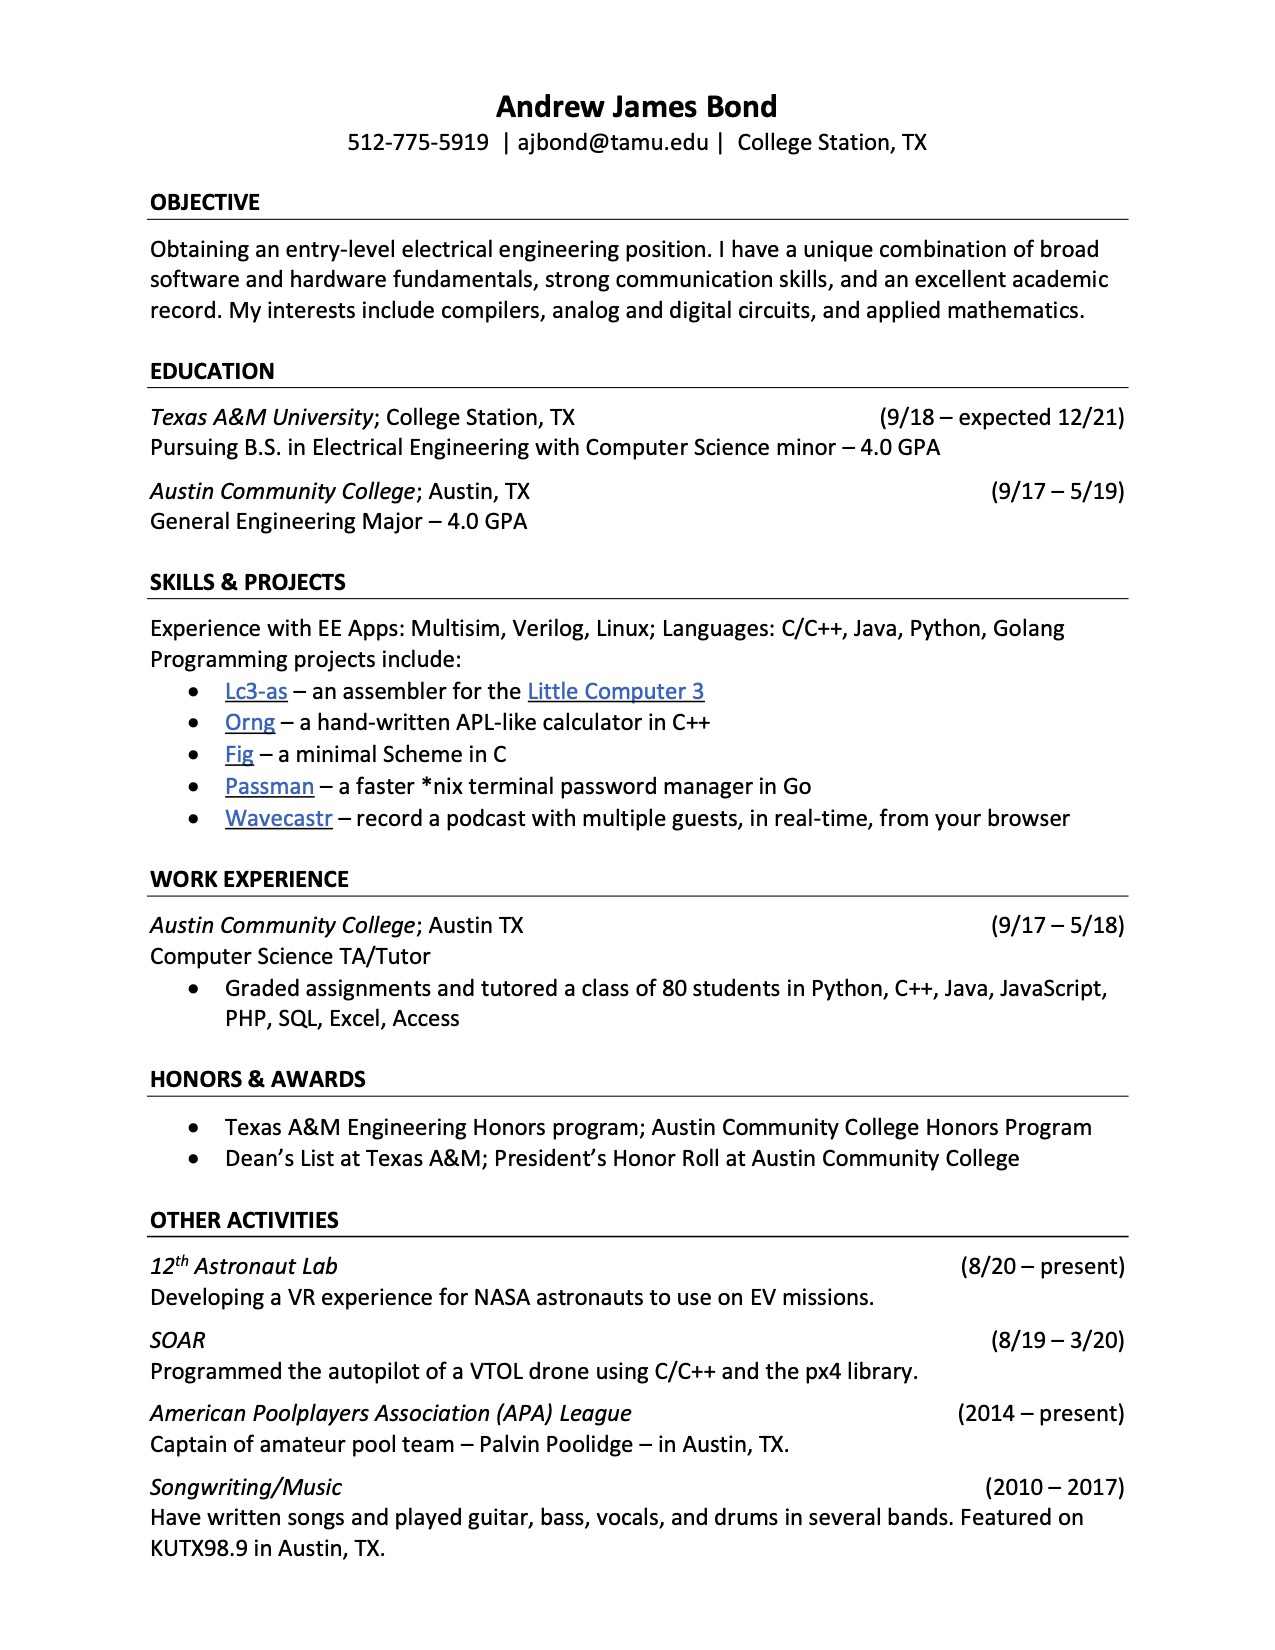 Andrew James Bond
512-775-5919 | ajbond@tamu.edu | College Station, TX
OBJECTIVE
Obtaining an entry-level electrical engineering position. I have a unique combination of broad
software and hardware fundamentals, strong communication skills, and an excellent academic
record. My interests include compilers, analog and digital circuits, and applied mathematics.
EDUCATION
Texas A&M University; College Station, TX (9/18 – expected 12/21)
Pursuing B.S. in Electrical Engineering with Computer Science minor – 4.0 GPA
Austin Community College; Austin, TX (9/17 – 5/19)
General Engineering Major – 4.0 GPA
SKILLS & PROJECTS
Experience with EE Apps: Multisim, Verilog, Linux; Languages: C/C++, Java, Python, Golang
Programming projects include:
• Lc3-as – an assembler for the Little Computer 3
• Orng – a hand-written APL-like calculator in C++
• Fig – a minimal Scheme in C
• Passman – a faster *nix terminal password manager in Go
• Wavecastr – record a podcast with multiple guests, in real-time, from your browser
WORK EXPERIENCE
Austin Community College; Austin TX (9/17 – 5/18)
Computer Science TA/Tutor
• Graded assignments and tutored a class of 80 students in Python, C++, Java, JavaScript,
PHP, SQL, Excel, Access
HONORS & AWARDS
• Texas A&M Engineering Honors program; Austin Community College Honors Program
• Dean’s List at Texas A&M; President’s Honor Roll at Austin Community College
OTHER ACTIVITIES
12th Astronaut Lab (8/20 – present)
Developing a VR experience for NASA astronauts to use on EV missions.
SOAR (8/19 – 3/20)
Programmed the autopilot of a VTOL drone using C/C++ and the px4 library.
American Poolplayers Association (APA) League (2014 – present)
Captain of amateur pool team – Palvin Poolidge – in Austin, TX.
Songwriting/Music (2010 – 2017)
Have written songs and played guitar, bass, vocals, and drums in several bands. Featured on
KUTX98.9 in Austin, TX.